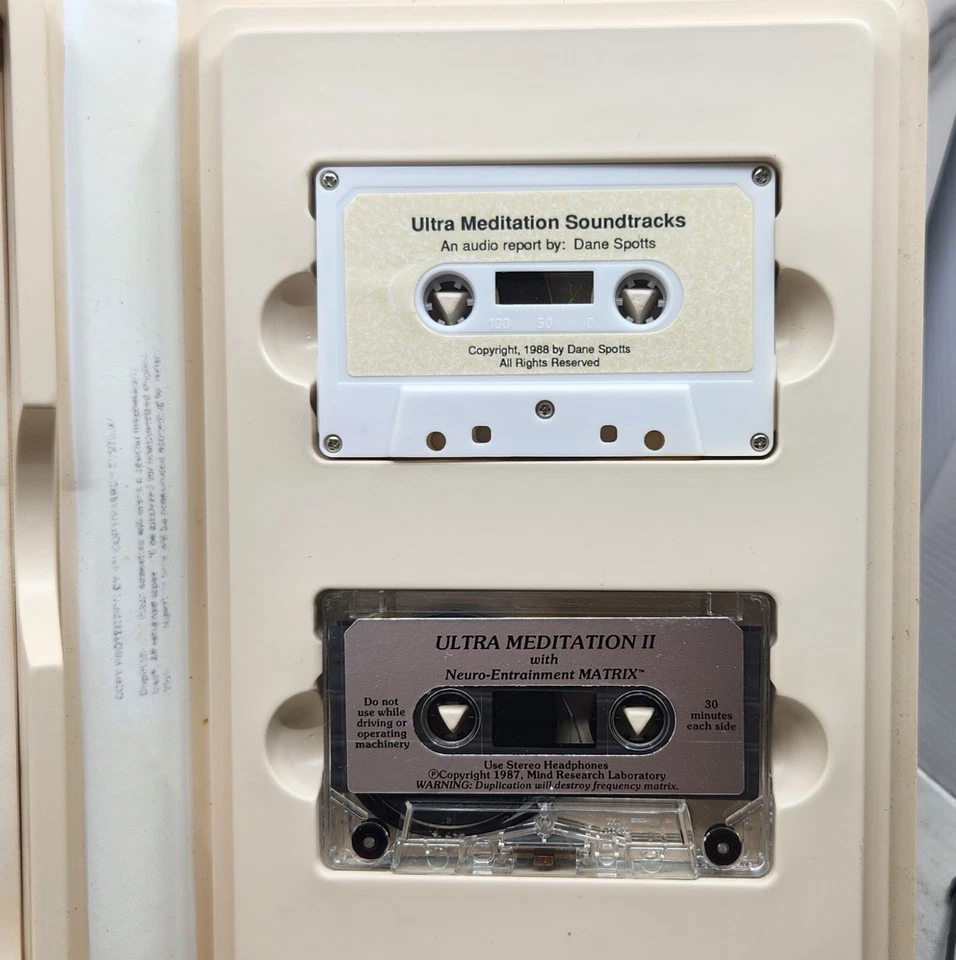 Ultra Meditation Soundtracks
An audio report by: Dane Spotts
100 50 0
Copyright, 1988 by Dane Spotts
All Rights Reserved
ULTRA MEDITATION II
with
Neuro-Entrainment MATRIX™
Do not
use while
driving or
operating
machinery
30
minutes
each side
Use Stereo Headphones
ⓅCopyright 1987, Mind Research Laboratory
WARNING: Duplication will destroy frequency matrix.